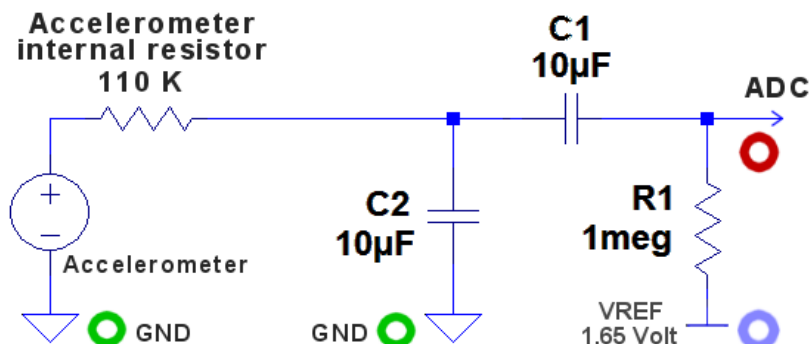 Accelerometer
internal resistor
110 K
C1
10µF
ADC
+
−
Accelerometer
C2
10µF
R1
1meg
GND
GND
VREF
1.65 Volt